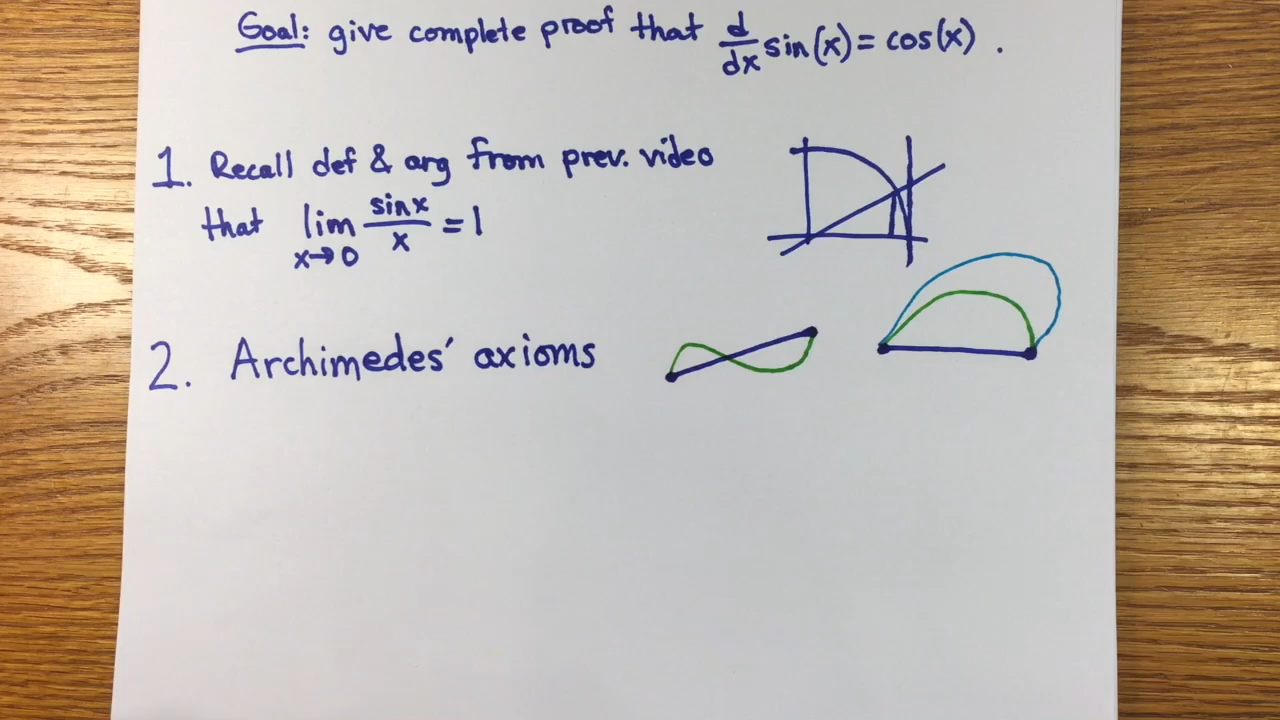 Goal: give complete proof that d/dx sin(x) = cos(x) .
1. Recall def & arg from prev. video
that lim x→0 sinx/x = 1
2. Archimedes' axioms